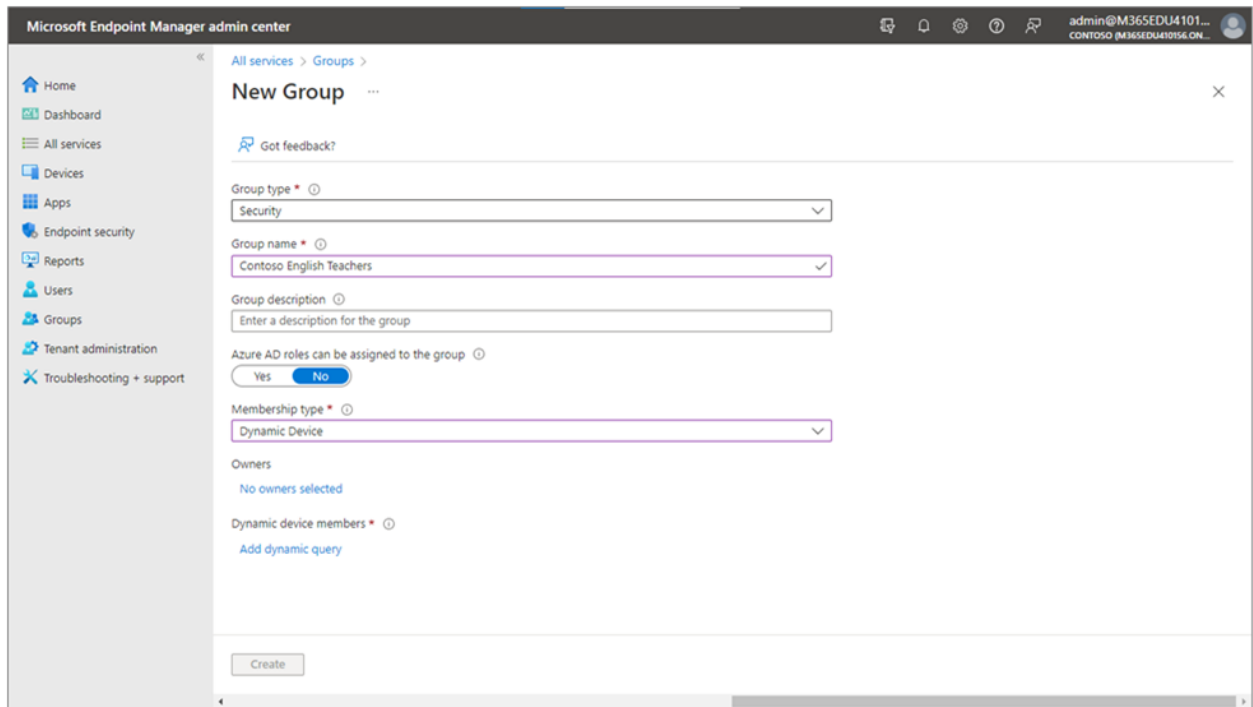 Microsoft Endpoint Manager admin center
admin@M365EDU4101...
CONTOSO (M365EDU410156.ON...
«
Home
Dashboard
All services
Devices
Apps
Endpoint security
Reports
Users
Groups
Tenant administration
Troubleshooting + support
All services > Groups >
New Group ...
Got feedback?
Group type *
Security
Group name *
Contoso English Teachers
Group description
Enter a description for the group
Azure AD roles can be assigned to the group
Yes No
Membership type *
Dynamic Device
Owners
No owners selected
Dynamic device members *
Add dynamic query
Create